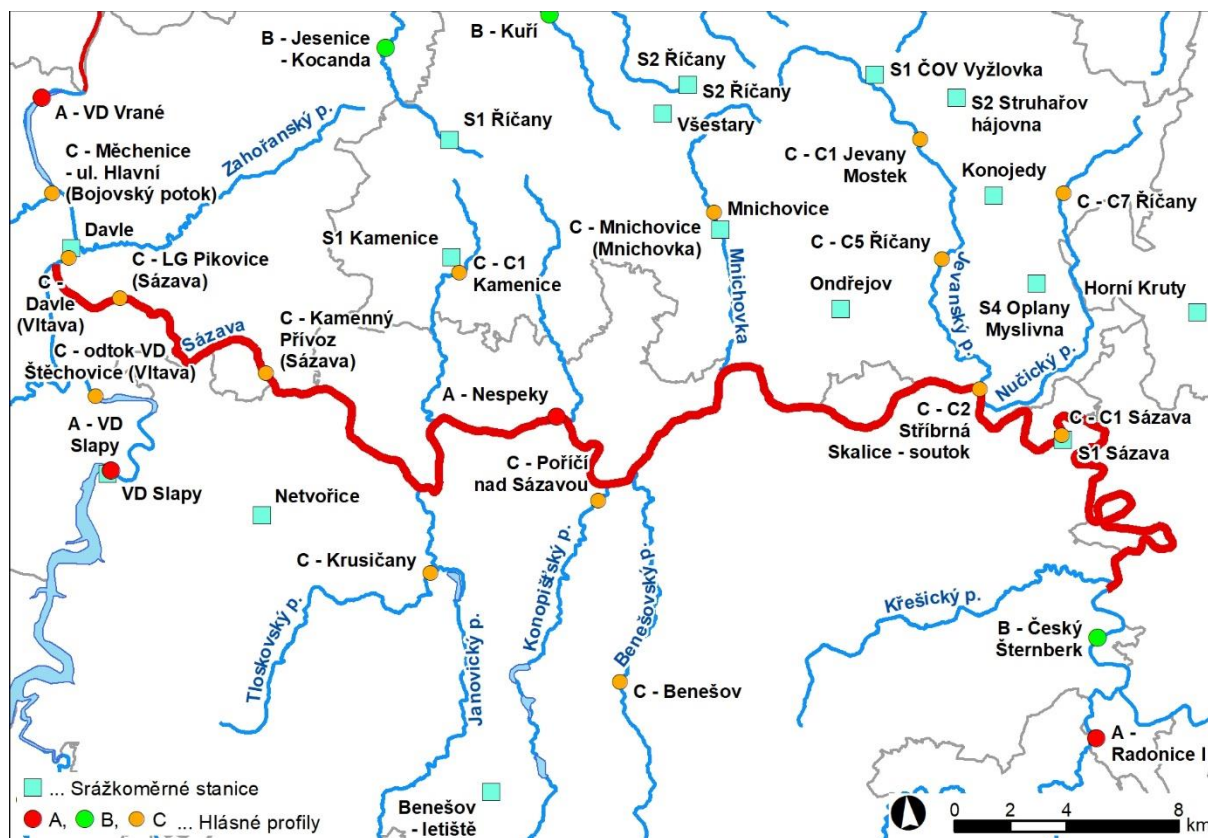 B - Jesenice
- Kocanda
B - Kuří
S2 Říčany
S2 Říčany
S1 ČOV Vyžlovka
S2 Struhařov
hájovna
A - VD Vrané
Všestary
S1 Říčany
Zahořanský p.
C - Měchenice
- ul. Hlavní
(Bojovský potok)
C - C1 Jevany
Mostek
Konojedy
C - C7 Říčany
Mnichovice
C - Mnichovice
(Mnichovka)
Davle
S1 Kamenice
C - C5 Říčany
C - LG Pikovice
(Sázava)
C - C1
Kamenice
Mnichovka
Jevanský p.
C -
Davle
(Vltava)
Ondřejov
S4 Oplany
Myslivna
Horní Kruty
Sázava
C - Kamenný
Přívoz
(Sázava)
C - odtok VD
Štěchovice (Vltava)
Nučický p.
A - Nespeky
C - C2
Stříbrná
Skalice - soutok
C - C1 Sázava
S1 Sázava
A - VD
Slapy
VD Slapy
C - Poříčí
nad Sázavou
Netvořice
C - Krusičany
Tloskovský p.
Janovický p.
Konopišťský p.
Benešovský p.
Křešický p.
B - Český
Šternberk
C - Benešov
A -
Radonice I
Benešov
- letiště
... Srážkoměrné stanice
A, B, C ... Hlásné profily
0 2 4 8
km